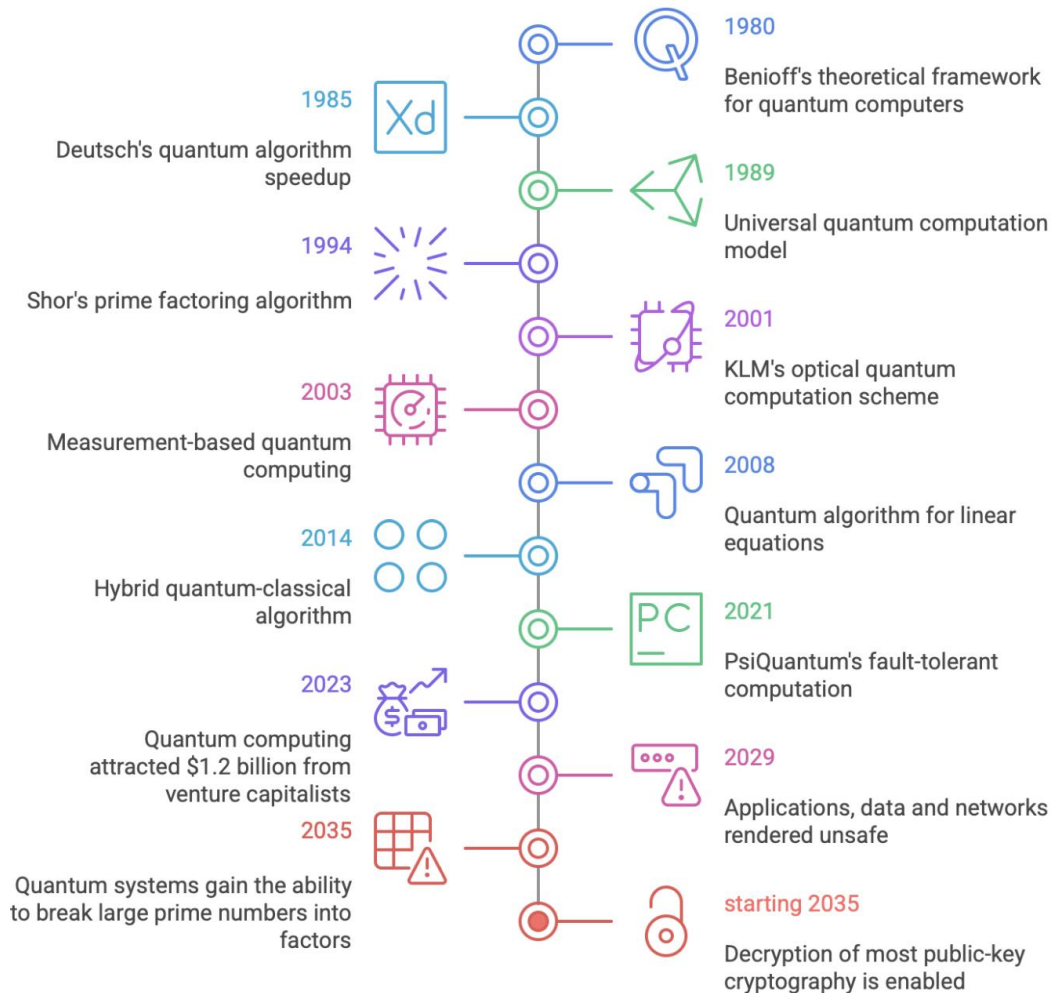 1980
Benioff's theoretical framework
for quantum computers
1985
Xd
Deutsch's quantum algorithm
speedup
1989
Universal quantum computation
model
1994
Shor's prime factoring algorithm
2001
KLM's optical quantum
computation scheme
2003
Measurement-based quantum
computing
2008
Quantum algorithm for linear
equations
2014
Hybrid quantum-classical
algorithm
PC
2021
PsiQuantum's fault-tolerant
computation
2023
$
Quantum computing
attracted $1.2 billion from
venture capitalists
2029
Applications, data and networks
rendered unsafe
2035
Quantum systems gain the ability
to break large prime numbers into
factors
starting 2035
Decryption of most public-key
cryptography is enabled